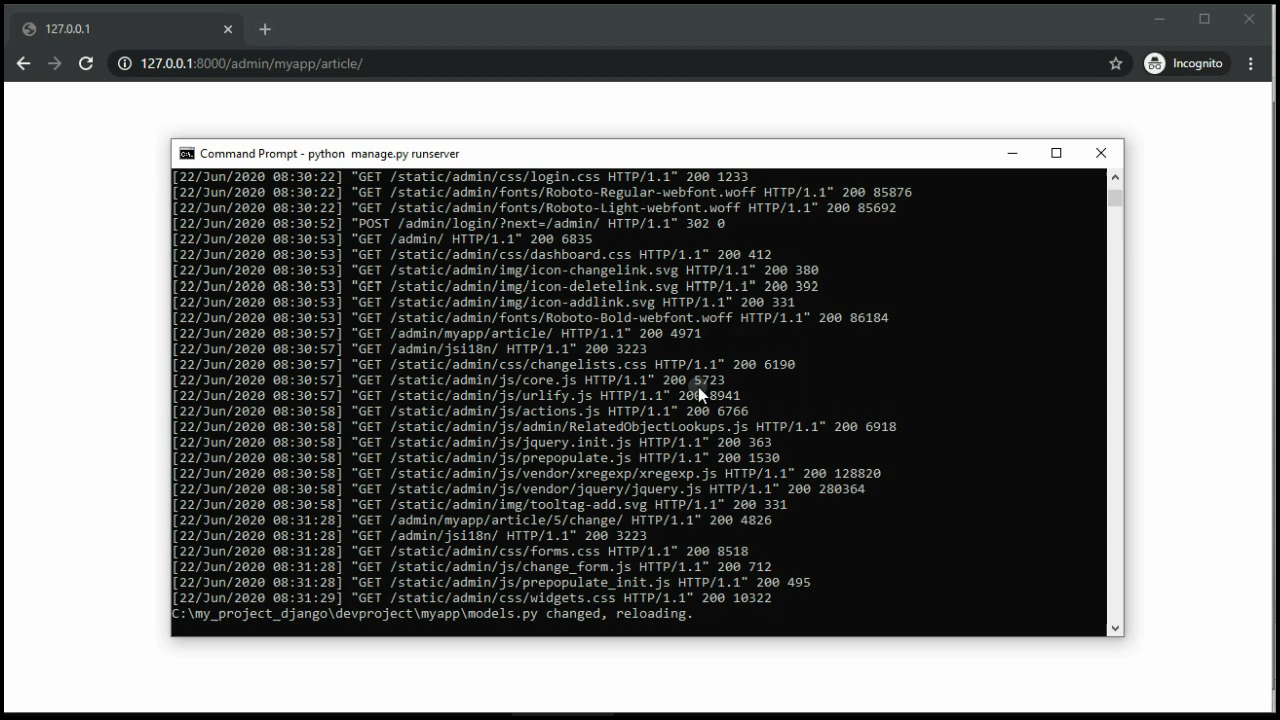 127.0.0.1
127.0.0.1:8000/admin/myapp/article/
Incognito
Command Prompt - python  manage.py runserver
[22/Jun/2020 08:30:22] "GET /static/admin/css/login.css HTTP/1.1" 200 1233
[22/Jun/2020 08:30:22] "GET /static/admin/fonts/Roboto-Regular-webfont.woff HTTP/1.1" 200 85876
[22/Jun/2020 08:30:22] "GET /static/admin/fonts/Roboto-Light-webfont.woff HTTP/1.1" 200 85692
[22/Jun/2020 08:30:52] "POST /admin/login/?next=/admin/ HTTP/1.1" 302 0
[22/Jun/2020 08:30:53] "GET /admin/ HTTP/1.1" 200 6835
[22/Jun/2020 08:30:53] "GET /static/admin/css/dashboard.css HTTP/1.1" 200 412
[22/Jun/2020 08:30:53] "GET /static/admin/img/icon-changelink.svg HTTP/1.1" 200 380
[22/Jun/2020 08:30:53] "GET /static/admin/img/icon-deletelink.svg HTTP/1.1" 200 392
[22/Jun/2020 08:30:53] "GET /static/admin/img/icon-addlink.svg HTTP/1.1" 200 331
[22/Jun/2020 08:30:53] "GET /static/admin/fonts/Roboto-Bold-webfont.woff HTTP/1.1" 200 86184
[22/Jun/2020 08:30:57] "GET /admin/myapp/article/ HTTP/1.1" 200 4971
[22/Jun/2020 08:30:57] "GET /admin/jsi18n/ HTTP/1.1" 200 3223
[22/Jun/2020 08:30:57] "GET /static/admin/css/changelists.css HTTP/1.1" 200 6190
[22/Jun/2020 08:30:57] "GET /static/admin/js/core.js HTTP/1.1" 200 5723
[22/Jun/2020 08:30:57] "GET /static/admin/js/urlify.js HTTP/1.1" 200 8941
[22/Jun/2020 08:30:58] "GET /static/admin/js/actions.js HTTP/1.1" 200 6766
[22/Jun/2020 08:30:58] "GET /static/admin/js/admin/RelatedObjectLookups.js HTTP/1.1" 200 6918
[22/Jun/2020 08:30:58] "GET /static/admin/js/jquery.init.js HTTP/1.1" 200 363
[22/Jun/2020 08:30:58] "GET /static/admin/js/prepopulate.js HTTP/1.1" 200 1530
[22/Jun/2020 08:30:58] "GET /static/admin/js/vendor/xregexp/xregexp.js HTTP/1.1" 200 128820
[22/Jun/2020 08:30:58] "GET /static/admin/js/vendor/jquery/jquery.js HTTP/1.1" 200 280364
[22/Jun/2020 08:30:58] "GET /static/admin/img/tooltag-add.svg HTTP/1.1" 200 331
[22/Jun/2020 08:31:28] "GET /admin/myapp/article/5/change/ HTTP/1.1" 200 4826
[22/Jun/2020 08:31:28] "GET /admin/jsi18n/ HTTP/1.1" 200 3223
[22/Jun/2020 08:31:28] "GET /static/admin/css/forms.css HTTP/1.1" 200 8518
[22/Jun/2020 08:31:28] "GET /static/admin/js/change_form.js HTTP/1.1" 200 712
[22/Jun/2020 08:31:28] "GET /static/admin/js/prepopulate_init.js HTTP/1.1" 200 495
[22/Jun/2020 08:31:29] "GET /static/admin/css/widgets.css HTTP/1.1" 200 10322
C:\my_project_django\devproject\myapp\models.py changed, reloading.